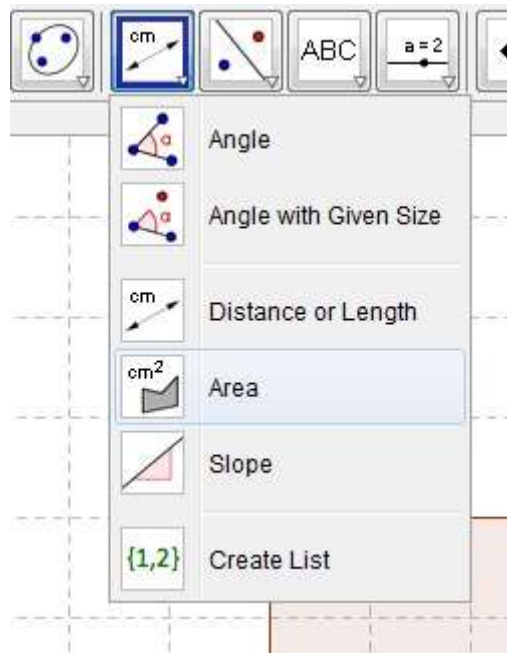 cm
ABC
a = 2
α
Angle
α
Angle with Given Size
cm
Distance or Length
cm²
Area
Slope
{1,2}
Create List